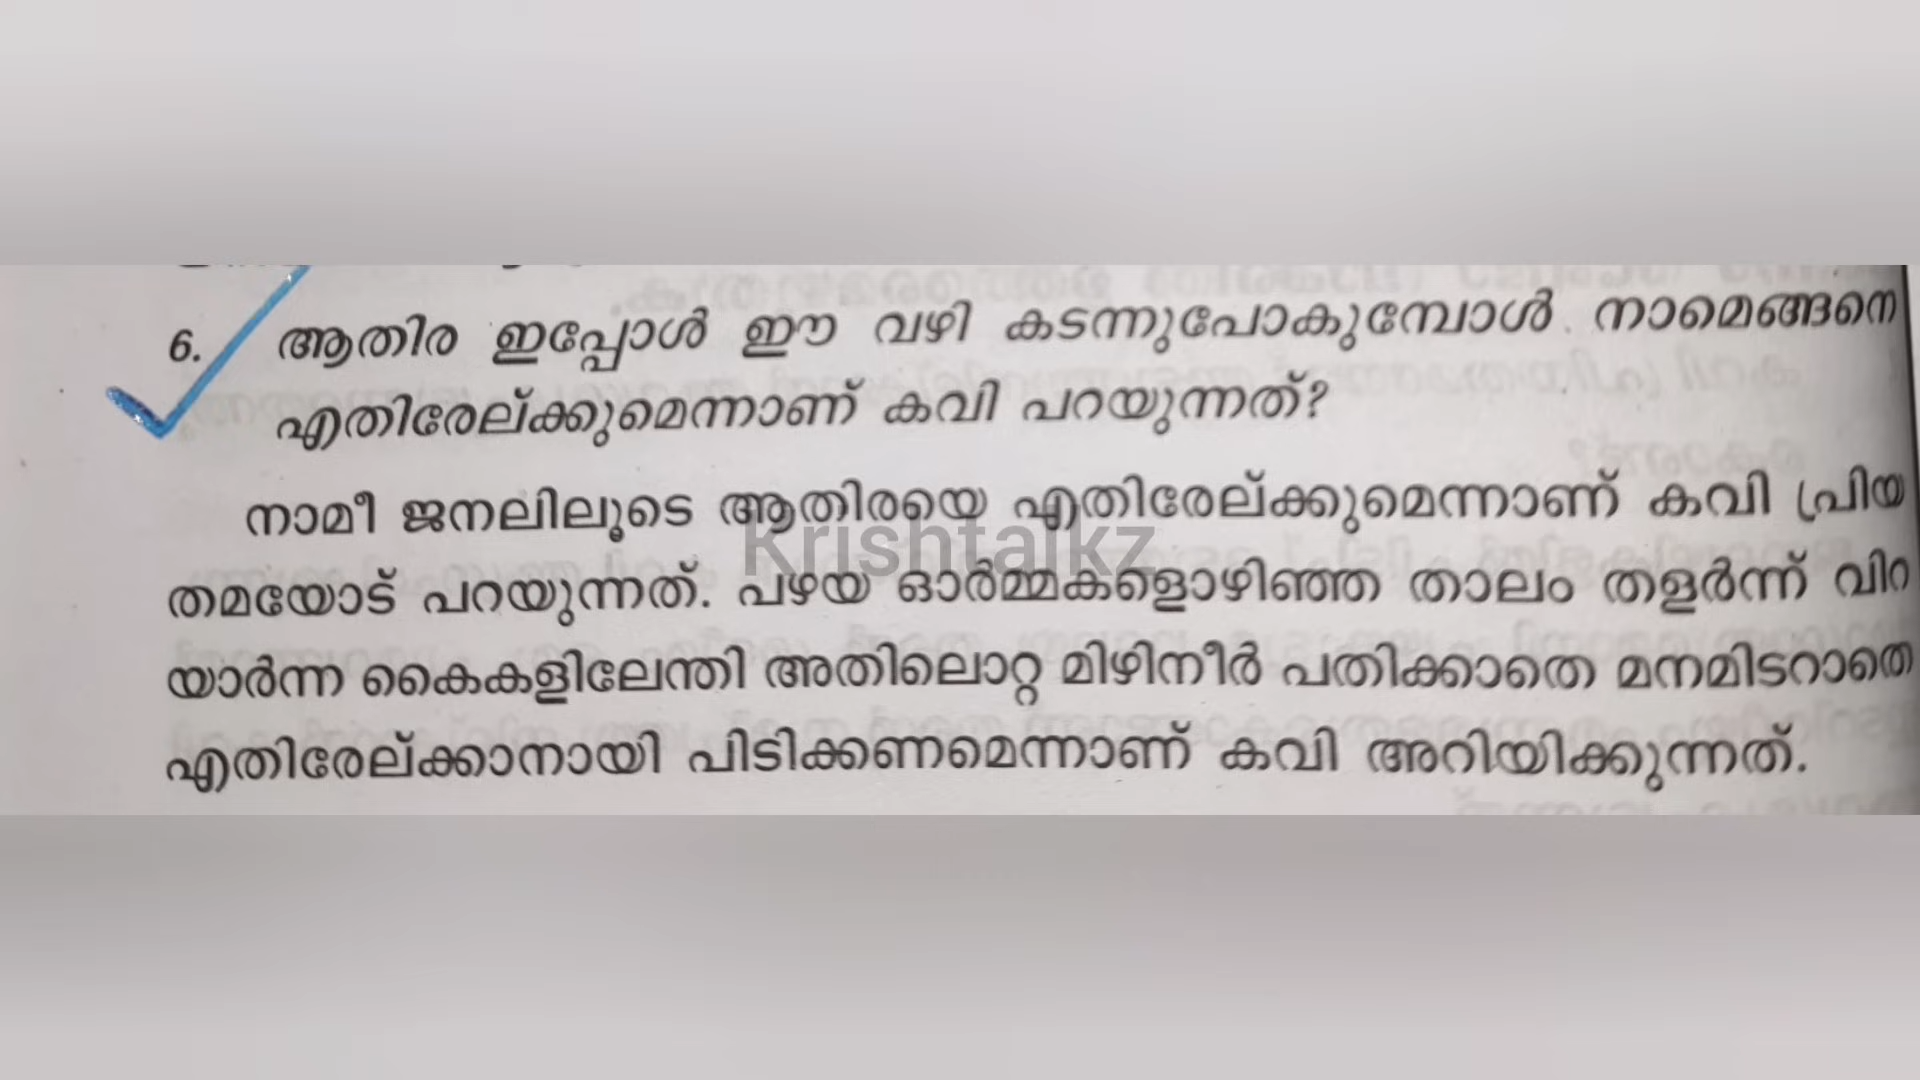 6. ആതിര ഇപ്പോൾ ഈ വഴി കടന്നുപോകുമ്പോൾ നാമെങ്ങനെ
എതിരേല്ക്കുമെന്നാണ് കവി പറയുന്നത്?
നാമീ ജനലിലൂടെ ആതിരയെ എതിരേല്ക്കുമെന്നാണ് കവി പ്രിയ
തമയോട് പറയുന്നത്. പഴയ ഓർമ്മകളൊഴിഞ്ഞ താലം തളർന്ന് വിറ
യാർന്ന കൈകളിലേന്തി അതിലൊറ്റ മിഴിനീർ പതിക്കാതെ മനമിടറാതെ
എതിരേല്ക്കാനായി പിടിക്കണമെന്നാണ് കവി അറിയിക്കുന്നത്.
Krishtalkz